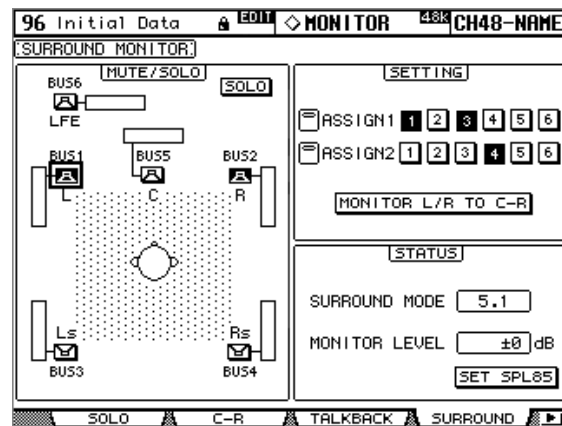 96 Initial Data EDIT MONITOR 48K CH48-NAME
SURROUND MONITOR
MUTE/SOLO
SOLO
BUS6
LFE
BUS1 BUS5 BUS2
L C R
Ls Rs
BUS3 BUS4
SETTING
ASSIGN1 1 2 3 4 5 6
ASSIGN2 1 2 3 4 5 6
MONITOR L/R TO C-R
STATUS
SURROUND MODE 5.1
MONITOR LEVEL ±0 dB
SET SPL85
SOLO C-R TALKBACK SURROUND